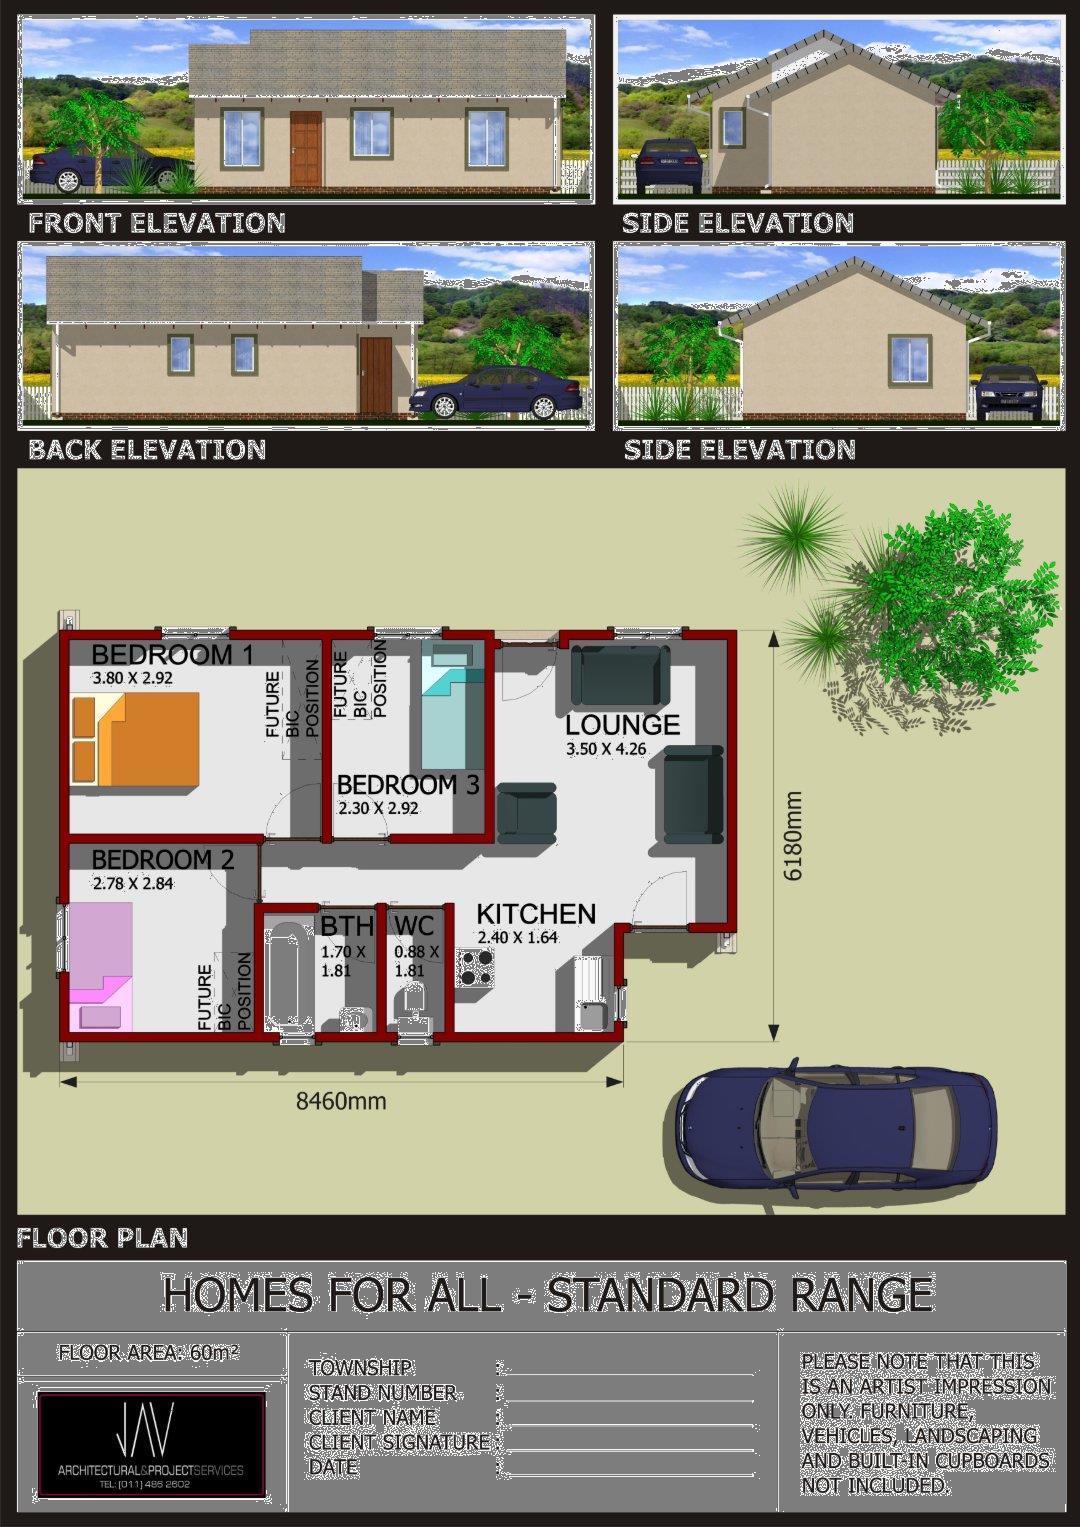 FRONT ELEVATION
SIDE ELEVATION
BACK ELEVATION
SIDE ELEVATION
BEDROOM 1
3.80 X 2.92
FUTURE
BIC
POSITION
FUTURE
BIC
POSITION
BEDROOM 3
2.30 X 2.92
LOUNGE
3.50 X 4.26
6180mm
BEDROOM 2
2.78 X 2.84
FUTURE
BIC
POSITION
BTH
1.70 X
1.81
WC
0.88 X
1.81
KITCHEN
2.40 X 1.64
8460mm
FLOOR PLAN
HOMES FOR ALL - STANDARD RANGE
FLOOR AREA: 60m²
JAV
ARCHITECTURAL&PROJECTSERVICES
TEL: [011] 486 2602
TOWNSHIP :
STAND NUMBER :
CLIENT NAME :
CLIENT SIGNATURE :
DATE :
PLEASE NOTE THAT THIS
IS AN ARTIST IMPRESSION
ONLY. FURNITURE,
VEHICLES, LANDSCAPING
AND BUILT-IN CUPBOARDS
NOT INCLUDED.